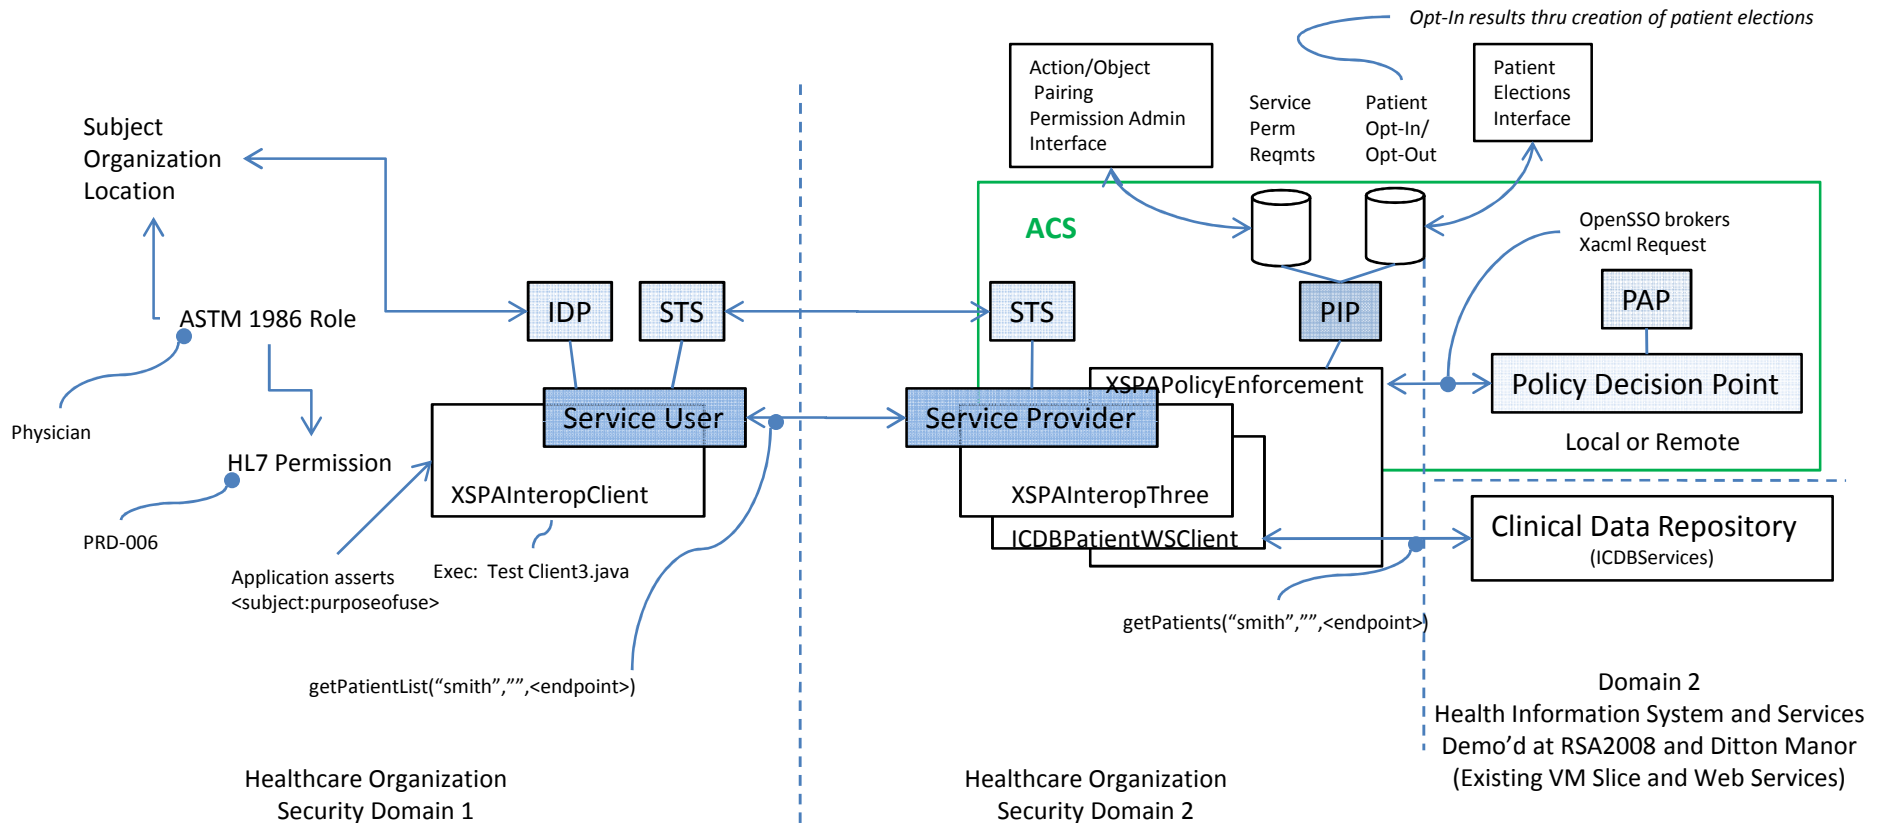 Opt-In results thru creation of patient elections
Action/Object
Pairing
Permission Admin
Interface
Service
Perm
Reqmts
Patient
Opt-In/
Opt-Out
Patient
Elections
Interface
Subject
Organization
Location
ACS
OpenSSO brokers
Xacml Request
IDP
STS
STS
PIP
PAP
ASTM 1986 Role
XSPAPolicyEnforcement
Policy Decision Point
Service User
Service Provider
Physician
Local or Remote
HL7 Permission
XSPAInteropClient
XSPAInteropThree
ICDBPatientWSClient
Clinical Data Repository
(ICDBServices)
PRD-006
Application asserts
<subject:purposeofuse>
Exec:  Test Client3.java
getPatients(“smith”,””,<endpoint>)
getPatientList(“smith”,””,<endpoint>)
Domain 2
Health Information System and Services
Demo’d at RSA2008 and Ditton Manor
(Existing VM Slice and Web Services)
Healthcare Organization
Security Domain 1
Healthcare Organization
Security Domain 2